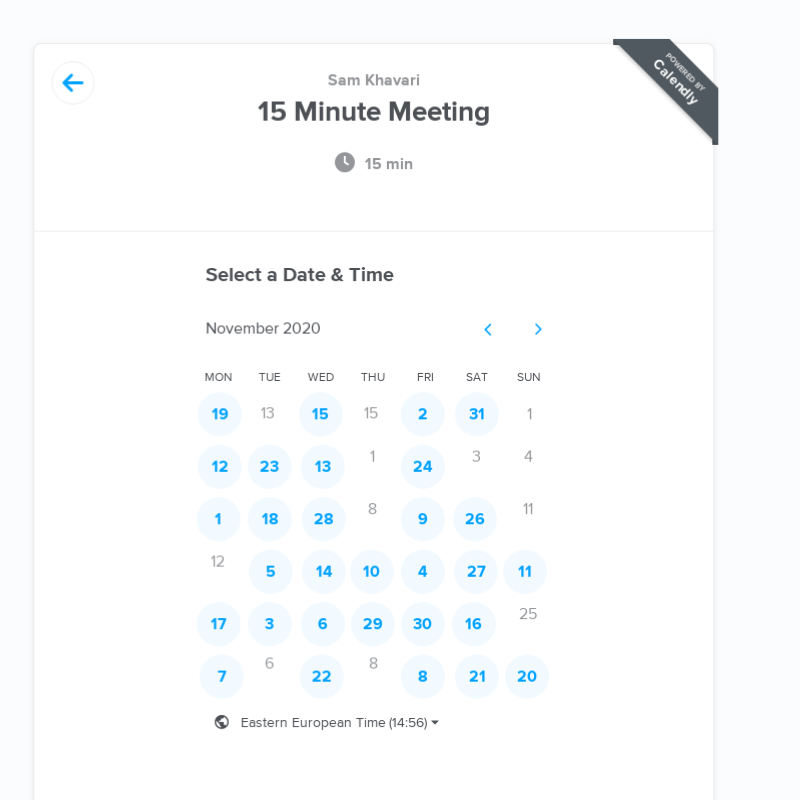 POWERED BY
Calendly
Sam Khavari
15 Minute Meeting
15 min
Select a Date & Time
November 2020
MON TUE WED THU FRI SAT SUN
19 13 15 15 2 31 1
12 23 13 1 24 3 4
1 18 28 8 9 26 11
12 5 14 10 4 27 11
17 3 6 29 30 16 25
7 6 22 8 8 21 20
Eastern European Time (14:56)